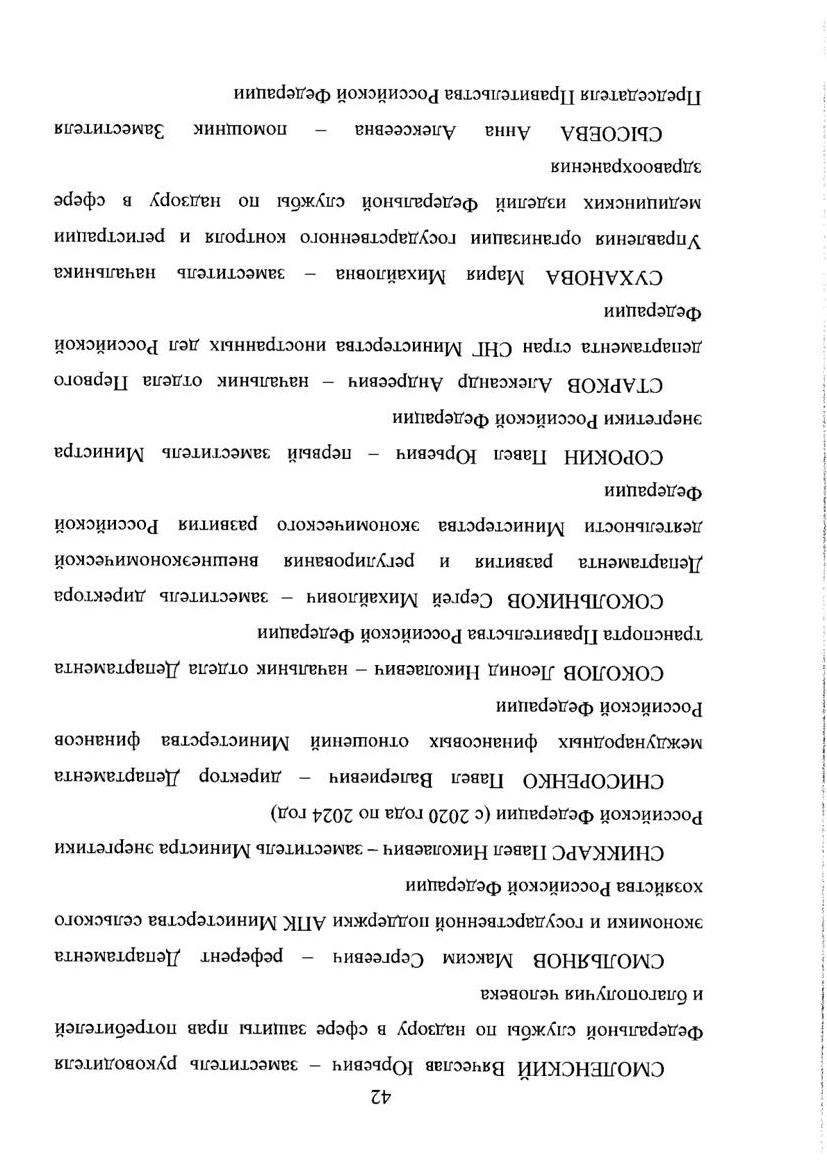 42
СМОЛЕНСКИЙ Вячеслав Юрьевич – заместитель руководителя
Федеральной службы по надзору в сфере защиты прав потребителей
и благополучия человека
СМОЛЬЯНОВ Максим Сергеевич – референт Департамента
экономики и государственной поддержки АПК Министерства сельского
хозяйства Российской Федерации
СНИККАРС Павел Николаевич – заместитель Министра энергетики
Российской Федерации (с 2020 года по 2024 год)
СНИСОРЕНКО Павел Валериевич – директор Департамента
международных финансовых отношений Министерства финансов
Российской Федерации
СОКОЛОВ Леонид Николаевич – начальник отдела Департамента
транспорта Правительства Российской Федерации
СОКОЛЬНИКОВ Сергей Михайлович – заместитель директора
Департамента развития и регулирования внешнеэкономической
деятельности Министерства экономического развития Российской
Федерации
СОРОКИН Павел Юрьевич – первый заместитель Министра
энергетики Российской Федерации
СТАРКОВ Александр Андреевич – начальник отдела Первого
департамента стран СНГ Министерства иностранных дел Российской
Федерации
СУХАНОВА Мария Михайловна – заместитель начальника
Управления организации государственного контроля и регистрации
медицинских изделий Федеральной службы по надзору в сфере
здравоохранения
СЫСОЕВА Анна Алексеевна – помощник Заместителя
Председателя Правительства Российской Федерации